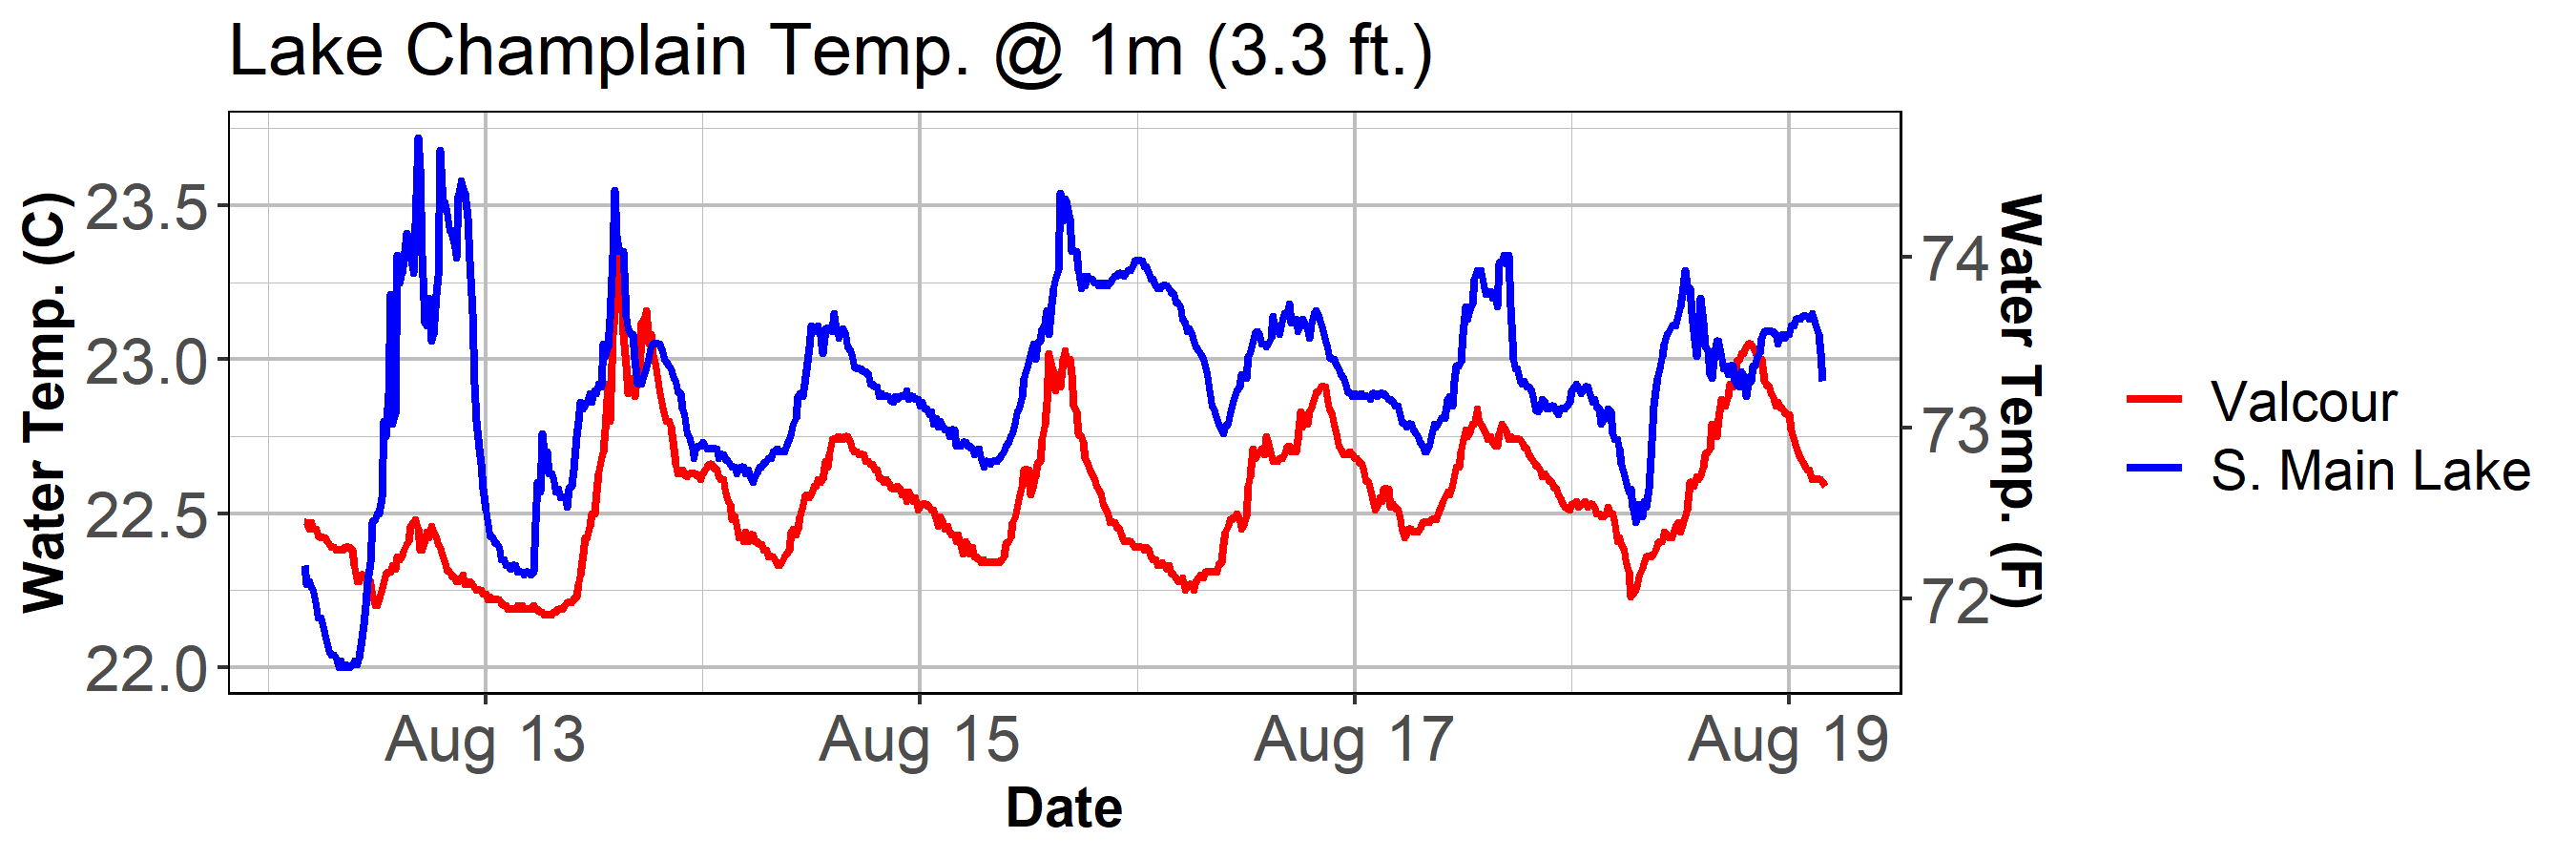 Lake Champlain Temp. @ 1m (3.3 ft.)
Water Temp. (C)
23.5
23.0
22.5
22.0
74
73
72
Water Temp. (F)
Aug 13
Aug 15
Aug 17
Aug 19
Date
Valcour
S. Main Lake